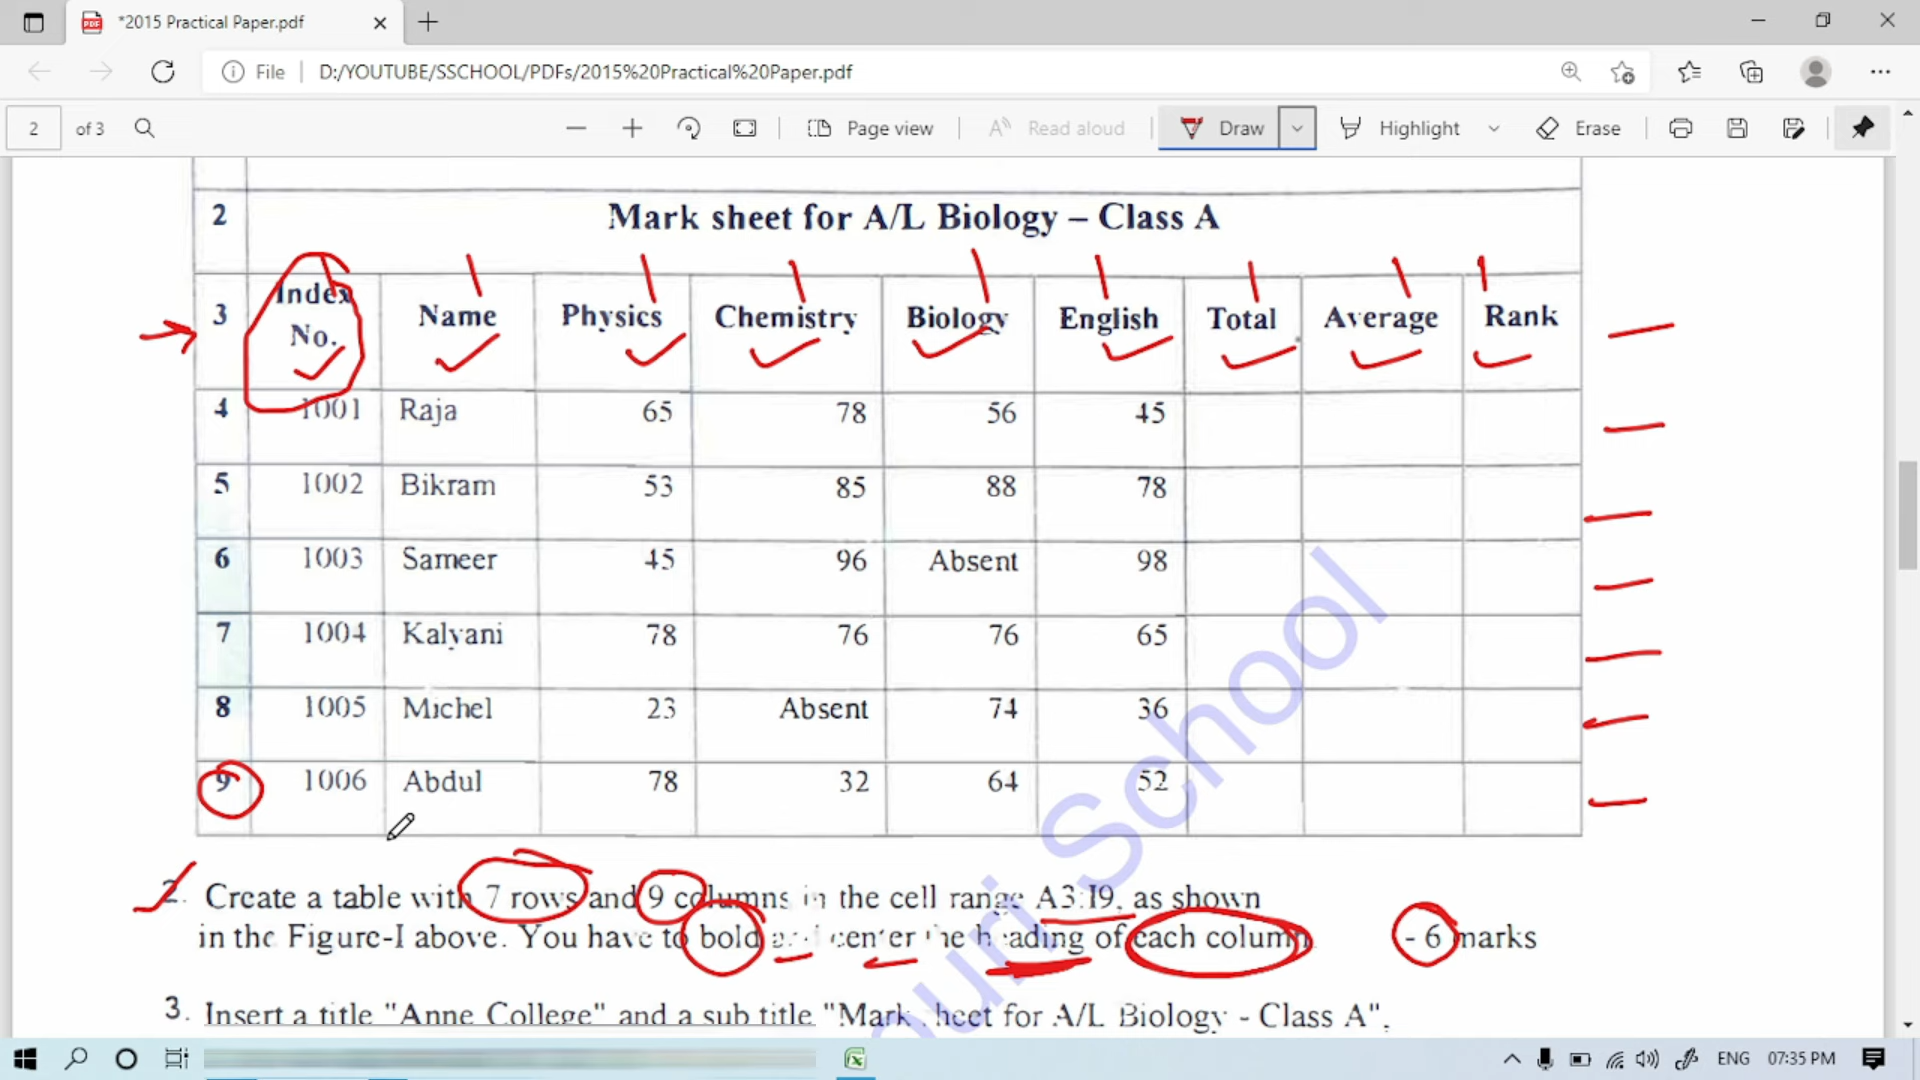 *2015 Practical Paper.pdf
File D:/YOUTUBE/SSCHOOL/PDFs/2015%20Practical%20Paper.pdf
2 of 3 Page view Read aloud Draw Highlight Erase
2 Mark sheet for A/L Biology – Class A
3 Index No. Name Physics Chemistry Biology English Total Average Rank
4 1001 Raja 65 78 56 45
5 1002 Bikram 53 85 88 78
6 1003 Sameer 45 96 Absent 98
7 1004 Kalyani 78 76 76 65
8 1005 Michel 23 Absent 74 36
9 1006 Abdul 78 32 64 52
2. Create a table with 7 rows and 9 columns in the cell range A3:I9, as shown
in the Figure-I above. You have to bold and center the heading of each column. - 6 marks
3. Insert a title "Anne College" and a sub title "Mark sheet for A/L Biology - Class A",
uri School
ENG 07:35 PM